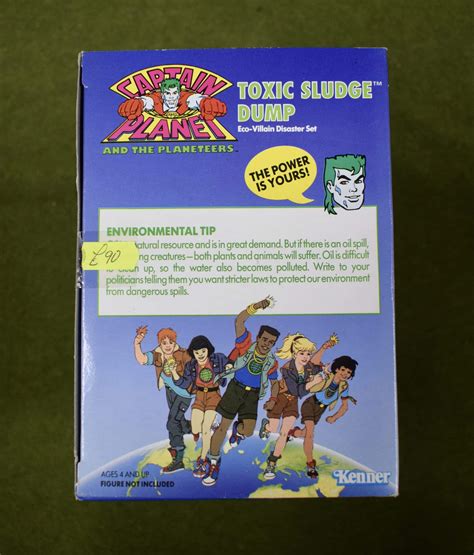 CAPTAIN
PLANET
AND THE PLANETEERS™
TOXIC SLUDGE™
DUMP
Eco-Villain Disaster Set
THE POWER
IS YOURS!
ENVIRONMENTAL TIP
natural resource and is in great demand. But if there is an oil spill,
creatures—both plants and animals will suffer. Oil is difficult
up, so the water also becomes polluted. Write to your
politicians telling them you want stricter laws to protect our environment
from dangerous spills.
£90
AGES 4 AND UP
FIGURE NOT INCLUDED
Kenner